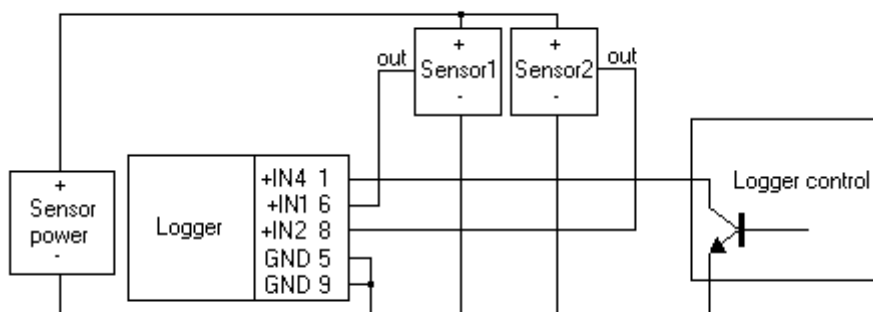 +
Sensor1
-
out
+
Sensor2
-
out
+
Sensor
power
-
Logger
+IN4 1
+IN1 6
+IN2 8
GND 5
GND 9
Logger control